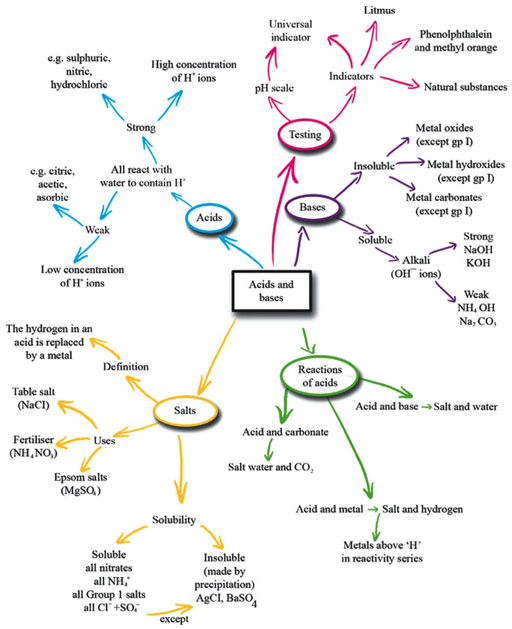 Litmus
Universal
indicator
Phenolphthalein
and methyl orange
e.g. sulphuric,
nitric,
hydrochloric
High concentration
of H⁺ ions
pH scale
Indicators
Natural substances
Strong
Testing
Metal oxides
(except gp I)
All react with
water to contain H⁺
Insoluble
Metal hydroxides
(except gp I)
e.g. citric,
acetic,
asorbic
Metal carbonates
(except gp I)
Acids
Bases
Weak
Soluble
Strong
NaOH
KOH
Alkali
(OH⁻ ions)
Low concentration
of H⁺ ions
Acids and
bases
Weak
NH₄ OH
Na₂ CO₃
The hydrogen in an
acid is replaced
by a metal
Definition
Reactions
of acids
Table salt
(NaCl)
Salts
Acid and base → Salt and water
Fertiliser
(NH₄ NO₃)
Uses
Acid and carbonate
Salt water and CO₂
Epsom salts
(MgSO₄)
Acid and metal → Salt and hydrogen
Solubility
Metals above ‘H’
in reactivity series
Soluble
all nitrates
all NH₄⁺
all Group 1 salts
all Cl⁻ +SO₄⁻
except
Insoluble
(made by
precipitation)
AgCl, BaSO₄